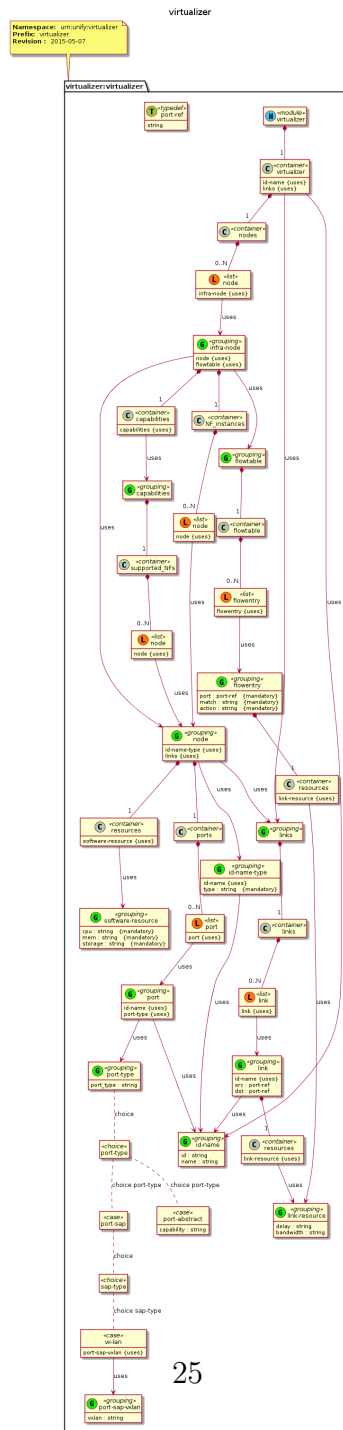 virtualizer
Namespace: urn:unify:virtualizer
Prefix: virtualizer
Revision : 2015-05-07
virtualizer:virtualizer
T «typedef»
port-ref
string
M «module»
virtualizer
1
C «container»
virtualizer
id-name {uses}
links {uses}
1
C «container»
nodes
0..N
L «list»
node
infra-node {uses}
uses
G «grouping»
infra-node
node {uses}
flowtable {uses}
uses
1
1
C «container»
capabilities
capabilities {uses}
C «container»
NF_instances
uses
uses
G «grouping»
flowtable
G «grouping»
capabilities
0..N
1
L «list»
node
node {uses}
C «container»
flowtable
uses
1
C «container»
supported_NFs
0..N
L «list»
flowentry
flowentry {uses}
uses
uses
0..N
L «list»
node
node {uses}
uses
uses
G «grouping»
flowentry
port : port-ref {mandatory}
match : string {mandatory}
action : string {mandatory}
G «grouping»
node
id-name-type {uses}
links {uses}
1
C «container»
resources
link-resource {uses}
1
1
uses
uses
C «container»
resources
software-resource {uses}
C «container»
ports
G «grouping»
links
G «grouping»
id-name-type
id-name {uses}
type : string {mandatory}
uses
0..N
1
G «grouping»
software-resource
cpu : string {mandatory}
mem : string {mandatory}
storage : string {mandatory}
L «list»
port
port {uses}
C «container»
links
uses
uses
0..N
uses
G «grouping»
port
id-name {uses}
port-type {uses}
L «list»
link
link {uses}
uses
uses
uses
G «grouping»
port-type
port_type : string
G «grouping»
link
id-name {uses}
src : port-ref
dst : port-ref
choice
uses
1
«choice»
port-type
G «grouping»
id-name
id : string
name : string
C «container»
resources
link-resource {uses}
choice port-type
choice port-type
uses
«case»
port-sap
«case»
port-abstract
capability : string
G «grouping»
link-resource
delay : string
bandwidth : string
choice
«choice»
sap-type
choice sap-type
«case»
vx-lan
port-sap-vxlan {uses}
uses
25
G «grouping»
port-sap-vxlan
vxlan : string